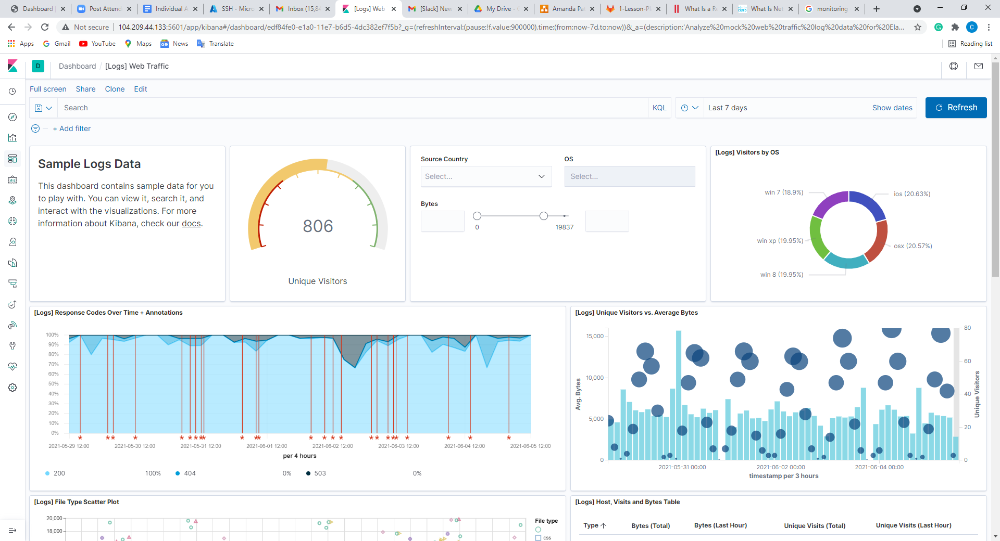 Dashboard
Post Attend
Individual A
SSH - Micro
Inbox (15,84
[Logs] Web
[Slack] New
My Drive - G
Amanda Pat
1-Lesson-Pl
What Is a Re
What Is Net
monitoring
Not secure
104.209.44.133:5601/app/kibana#/dashboard/edf84fe0-e1a0-11e7-b6d5-4dc382ef7f5b?_g=(refreshInterval:(pause:!f,value:900000),time:(from:now-7d,to:now))&_a=(description:'Analyze%20mock%20web%20traffic%20log%20data%20for%20Ela...
C
Apps
Gmail
YouTube
Maps
News
Translate
Reading list
D
Dashboard / [Logs] Web Traffic
Full screen Share Clone Edit
Search
KQL
Last 7 days
Show dates
Refresh
+ Add filter
Sample Logs Data
This dashboard contains sample data for you
to play with. You can view it, search it, and
interact with the visualizations. For more
information about Kibana, check our docs.
806
Unique Visitors
Source Country
Select...
OS
Select...
Bytes
0
19837
[Logs] Visitors by OS
win 7 (18.9%)
ios (20.63%)
win xp (19.95%)
osx (20.57%)
win 8 (19.95%)
[Logs] Response Codes Over Time + Annotations
100%
90%
80%
70%
60%
50%
40%
30%
20%
10%
0%
2021-05-29 12:00
2021-05-30 12:00
2021-05-31 12:00
2021-06-01 12:00
2021-06-02 12:00
2021-06-03 12:00
2021-06-04 12:00
2021-06-05 12:00
per 4 hours
200 100%
404 0%
503 0%
[Logs] Unique Visitors vs. Average Bytes
15,000
10,000
5,000
0
Avg. Bytes
80
60
40
20
0
Unique Visitors
2021-05-31 00:00
2021-06-02 00:00
2021-06-04 00:00
timestamp per 3 hours
[Logs] File Type Scatter Plot
20,000
18,000
File type
css
[Logs] Host, Visits and Bytes Table
Type Bytes (Total) Bytes (Last Hour) Unique Visits (Total) Unique Visits (Last Hour)